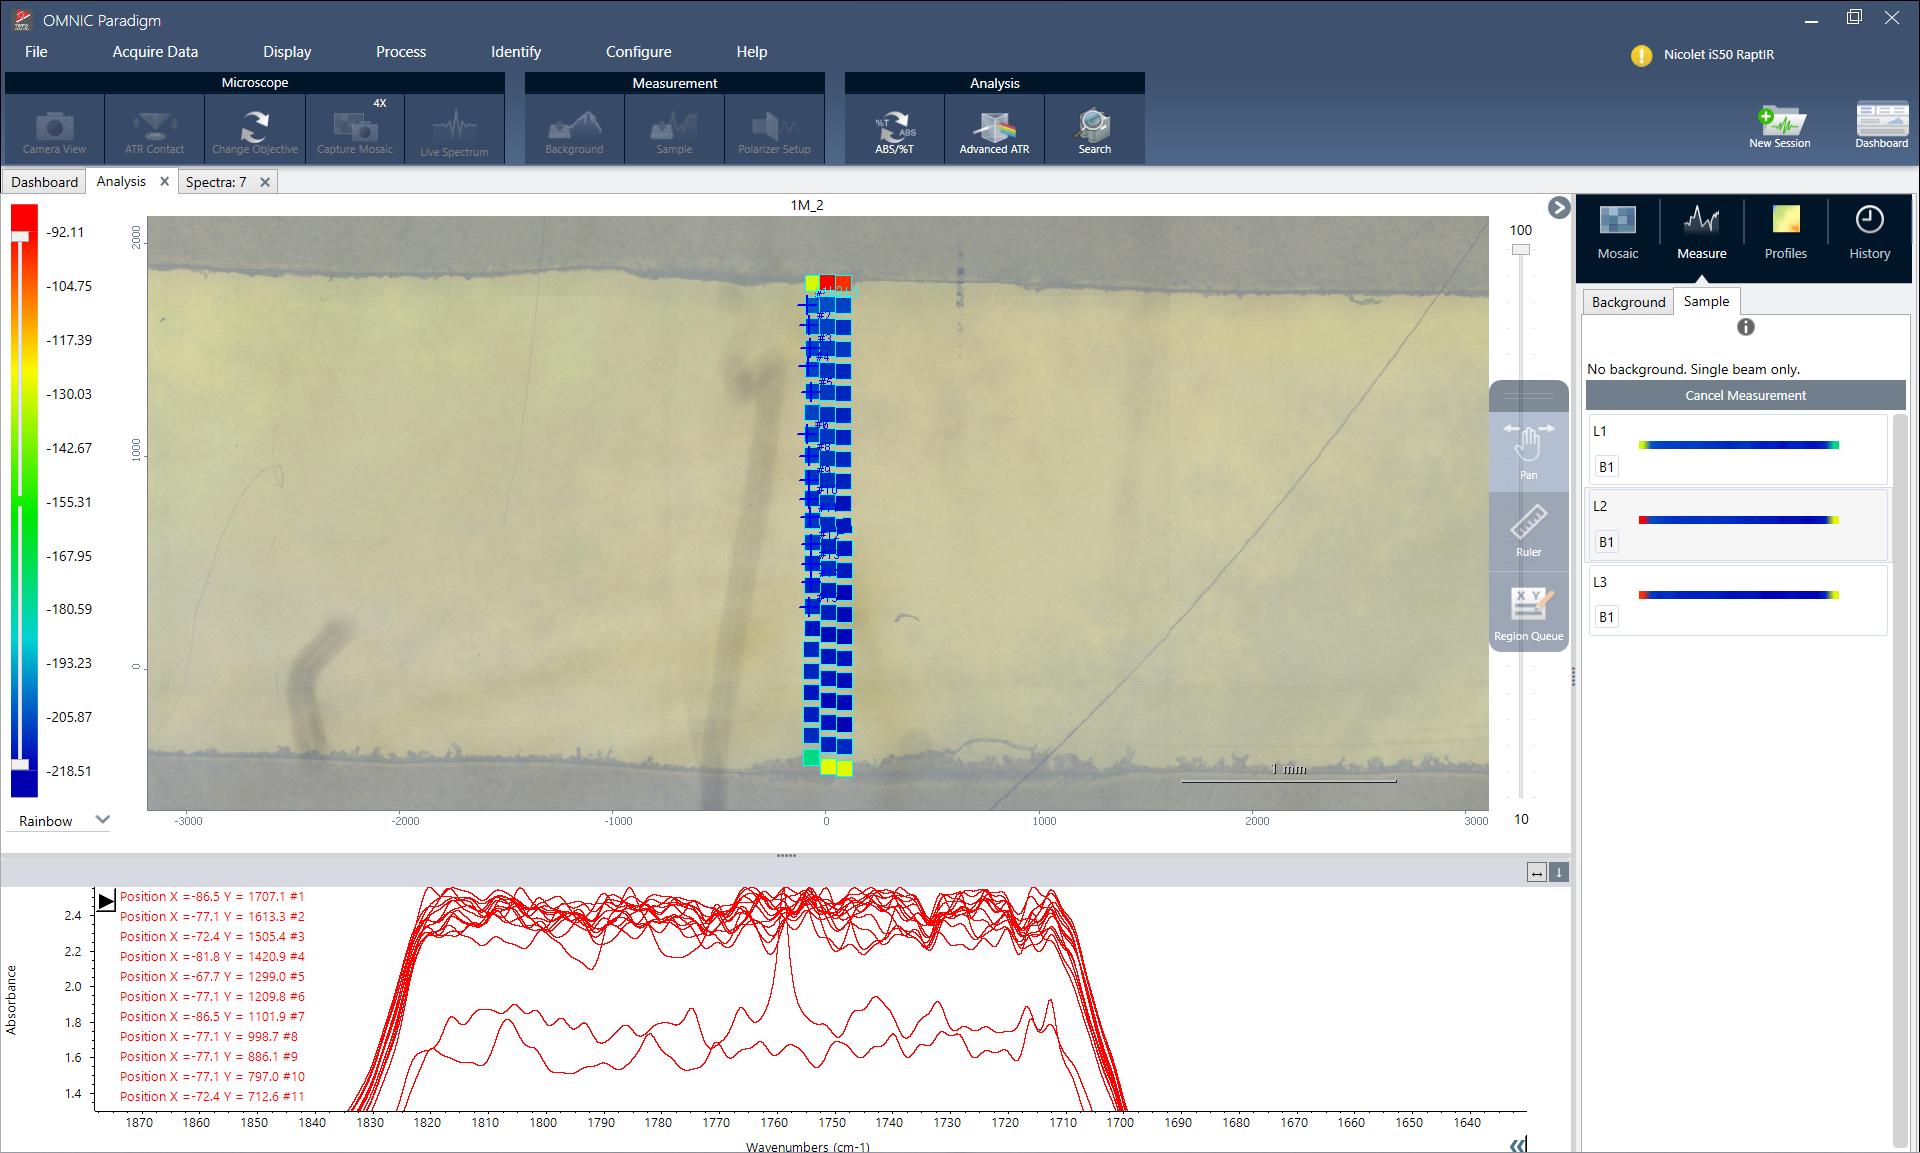 OMNIC Paradigm
File Acquire Data Display Process Identify Configure Help
Nicolet iS50 RaptIR
Microscope Measurement Analysis
4X
Camera View ATR Contact Change Objective Capture Mosaic Live Spectrum Background Sample Polarizer Setup %T ABS ABS/%T Advanced ATR Search New Session Dashboard
Dashboard Analysis Spectra: 7
1M_2
-92.11
-104.75
-117.39
-130.03
-142.67
-155.31
-167.95
-180.59
-193.23
-205.87
-218.51
Rainbow
2000
1000
0
-3000 -2000 -1000 0 1000 2000 3000
1 mm
100
10
Pan
Ruler
X Y
Region Queue
Mosaic Measure Profiles History
Background Sample
No background. Single beam only.
Cancel Measurement
L1
B1
L2
B1
L3
B1
Position X =-86.5 Y = 1707.1 #1
Position X =-77.1 Y = 1613.3 #2
Position X =-72.4 Y = 1505.4 #3
Position X =-81.8 Y = 1420.9 #4
Position X =-67.7 Y = 1299.0 #5
Position X =-77.1 Y = 1209.8 #6
Position X =-86.5 Y = 1101.9 #7
Position X =-77.1 Y = 998.7 #8
Position X =-77.1 Y = 886.1 #9
Position X =-77.1 Y = 797.0 #10
Position X =-72.4 Y = 712.6 #11
Absorbance
2.4
2.2
2.0
1.8
1.6
1.4
1870 1860 1850 1840 1830 1820 1810 1800 1790 1780 1770 1760 1750 1740 1730 1720 1710 1700 1690 1680 1670 1660 1650 1640
Wavenumbers (cm-1)